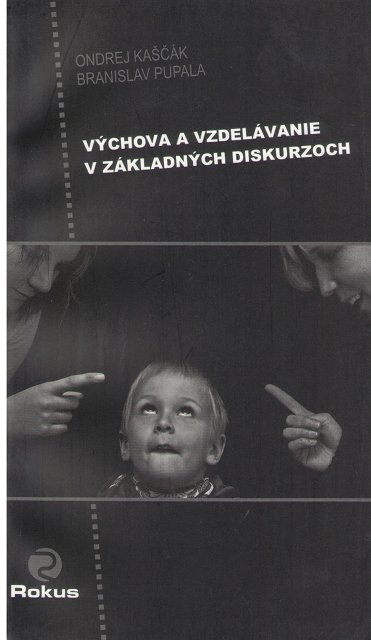 ONDREJ KAŠČÁK
BRANISLAV PUPALA
VÝCHOVA A VZDELÁVANIE
V ZÁKLADNÝCH DISKURZOCH
Rokus